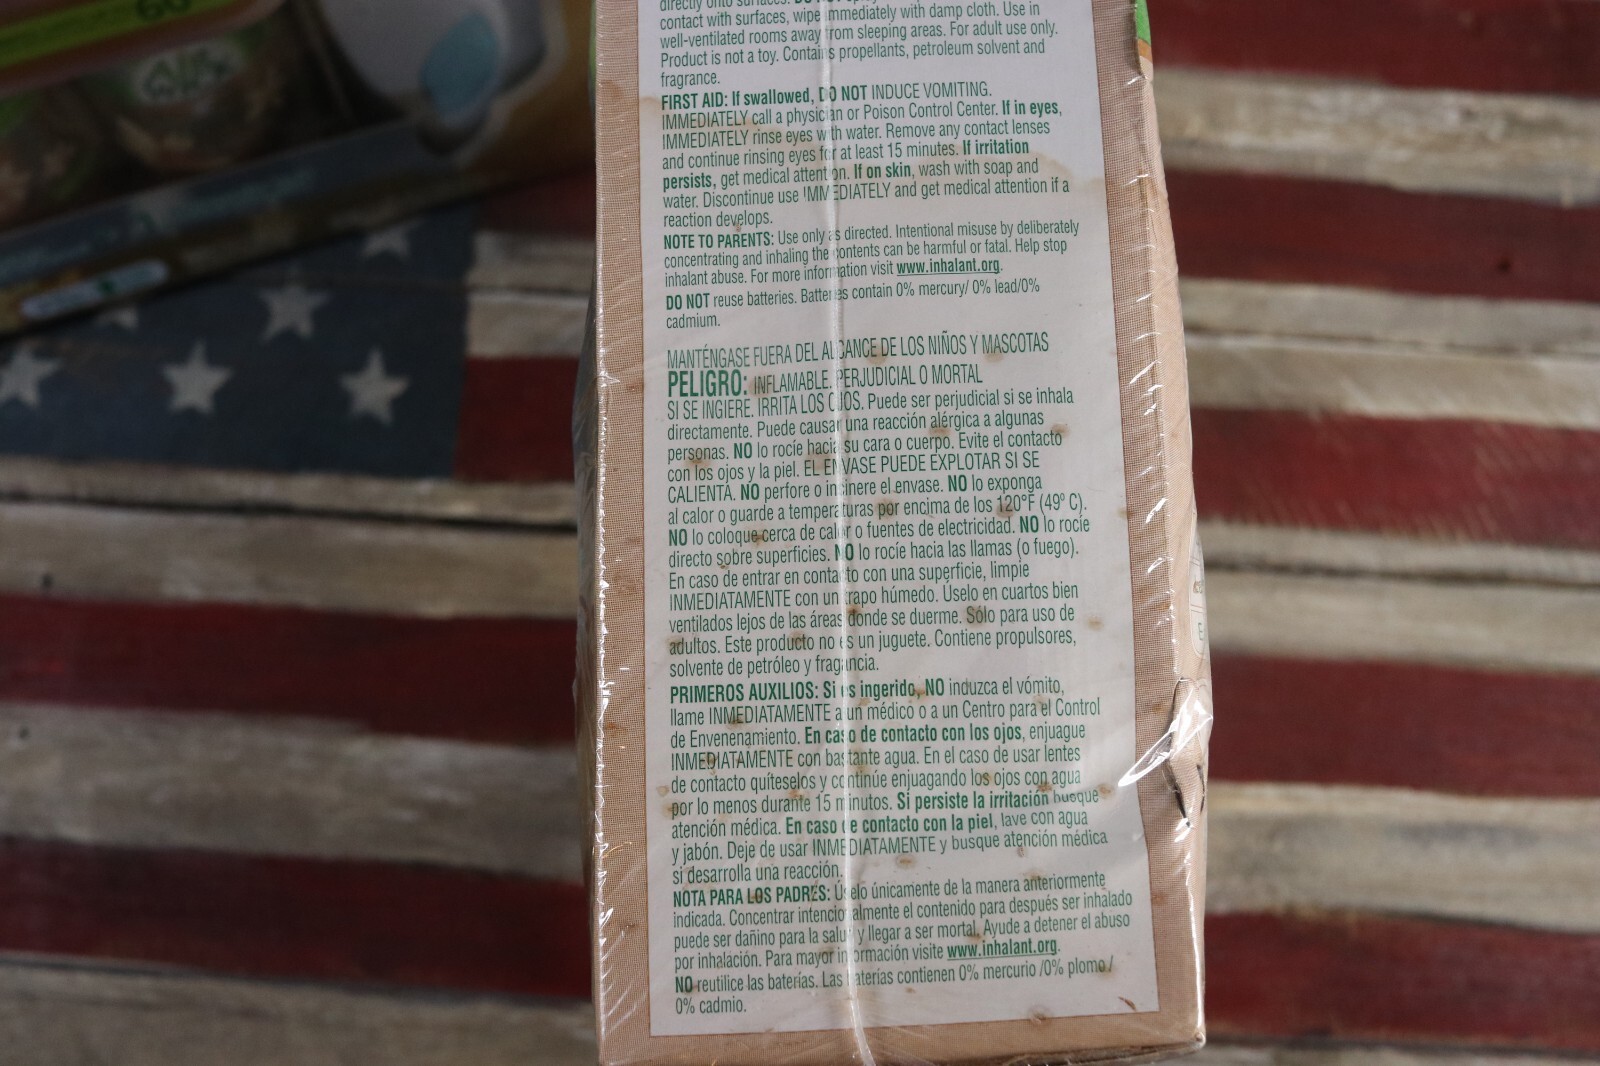 directly onto surfaces. DO NOT spray
contact with surfaces, wipe immediately with damp cloth. Use in
well-ventilated rooms away from sleeping areas. For adult use only.
Product is not a toy. Contains propellants, petroleum solvent and
fragrance.
FIRST AID: If swallowed, DO NOT INDUCE VOMITING.
IMMEDIATELY call a physician or Poison Control Center. If in eyes,
IMMEDIATELY rinse eyes with water. Remove any contact lenses
and continue rinsing eyes for at least 15 minutes. If irritation
persists, get medical attention. If on skin, wash with soap and
water. Discontinue use IMMEDIATELY and get medical attention if a
reaction develops.
NOTE TO PARENTS: Use only as directed. Intentional misuse by deliberately
concentrating and inhaling the contents can be harmful or fatal. Help stop
inhalant abuse. For more information visit www.inhalant.org.
DO NOT reuse batteries. Batteries contain 0% mercury/ 0% lead/0%
cadmium.
MANTÉNGASE FUERA DEL ALCANCE DE LOS NIÑOS Y MASCOTAS
PELIGRO: INFLAMABLE. PERJUDICIAL O MORTAL
SI SE INGIERE. IRRITA LOS OJOS. Puede ser perjudicial si se inhala
directamente. Puede causar una reacción alérgica a algunas
personas. NO lo rocíe hacia su cara o cuerpo. Evite el contacto
con los ojos y la piel. EL ENVASE PUEDE EXPLOTAR SI SE
CALIENTA. NO perfore o incinere el envase. NO lo exponga
al calor o guarde a temperaturas por encima de los 120°F (49º C).
NO lo coloque cerca de calor o fuentes de electricidad. NO lo rocíe
directo sobre superficies. NO lo rocíe hacia las llamas (o fuego).
En caso de entrar en contacto con una superficie, limpie
INMEDIATAMENTE con un trapo húmedo. Úselo en cuartos bien
ventilados lejos de las áreas donde se duerme. Sólo para uso de
adultos. Este producto no es un juguete. Contiene propulsores,
solvente de petróleo y fragancia.
PRIMEROS AUXILIOS: Si es ingerido, NO induzca el vómito,
llame INMEDIATAMENTE a un médico o a un Centro para el Control
de Envenenamiento. En caso de contacto con los ojos, enjuague
INMEDIATAMENTE con bastante agua. En el caso de usar lentes
de contacto quíteselos y continúe enjuagando los ojos con agua
por lo menos durante 15 minutos. Si persiste la irritación busque
atención médica. En caso de contacto con la piel, lave con agua
y jabón. Deje de usar INMEDIATAMENTE y busque atención médica
si desarrolla una reacción.
NOTA PARA LOS PADRES: Úselo únicamente de la manera anteriormente
indicada. Concentrar intencionalmente el contenido para después ser inhalado
puede ser dañino para la salud y llegar a ser mortal. Ayude a detener el abuso
por inhalación. Para mayor información visite www.inhalant.org.
NO reutilice las baterías. Las baterías contienen 0% mercurio /0% plomo /
0% cadmio.
60
AIR WICK